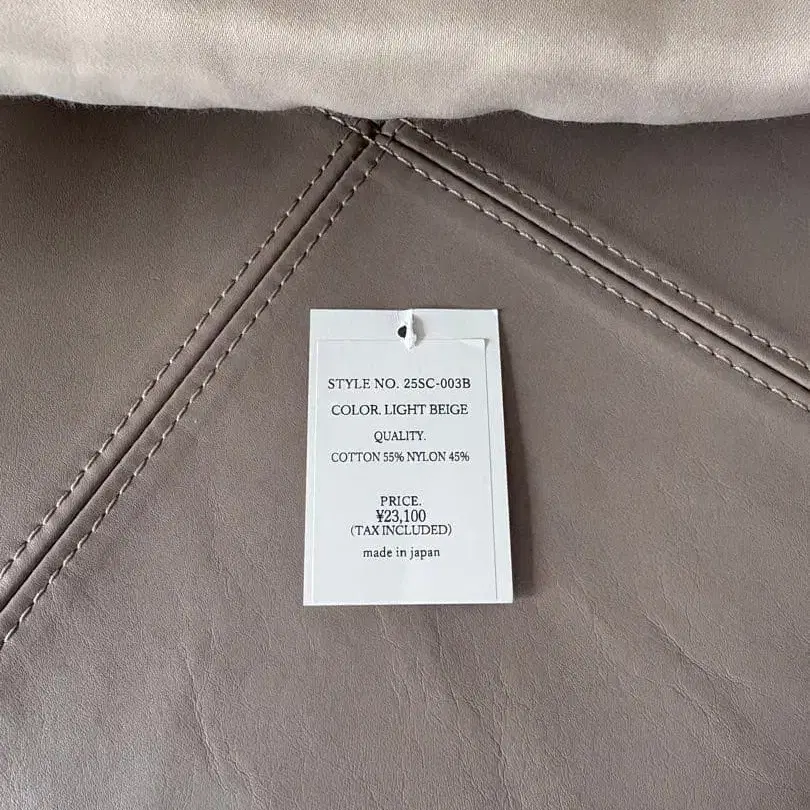 STYLE NO. 25SC-003B
COLOR. LIGHT BEIGE
QUALITY.
COTTON 55% NYLON 45%
PRICE.
¥23,100
(TAX INCLUDED)
made in japan